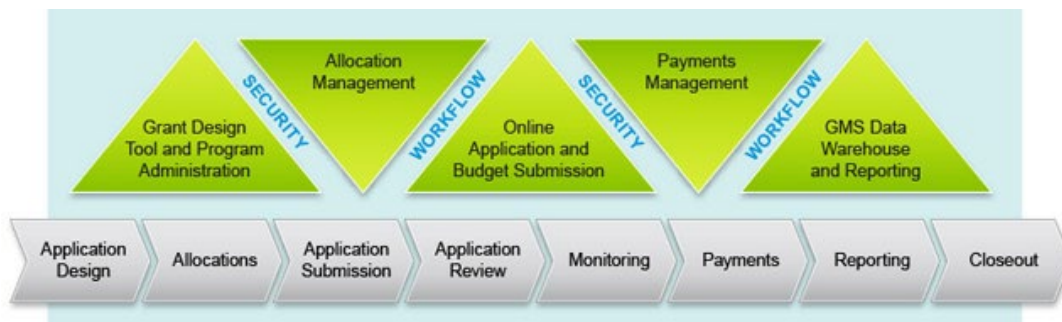 Grant Design
Tool and Program
Administration
SECURITY
Allocation
Management
WORKFLOW
Online
Application and
Budget Submission
SECURITY
Payments
Management
WORKFLOW
GMS Data
Warehouse
and Reporting
Application
Design
Allocations
Application
Submission
Application
Review
Monitoring
Payments
Reporting
Closeout